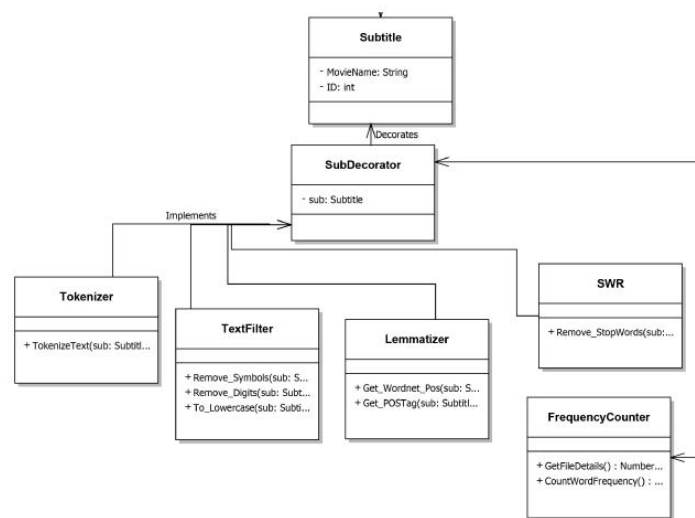 Subtitle
- MovieName: String
- ID: int
Decorates
SubDecorator
- sub: Subtitle
Implements
Tokenizer
+ TokenizeText(sub: Subtitl...
TextFilter
+ Remove_Symbols(sub: S...
+ Remove_Digits(sub: Subt...
+ To_Lowercase(sub: Subti...
Lemmatizer
+ Get_Wordnet_Pos(sub: S...
+ Get_POSTag(sub: Subtitl...
SWR
+ Remove_StopWords(sub:...
FrequencyCounter
+ GetFileDetails() : Number...
+ CountWordFrequency() : ...